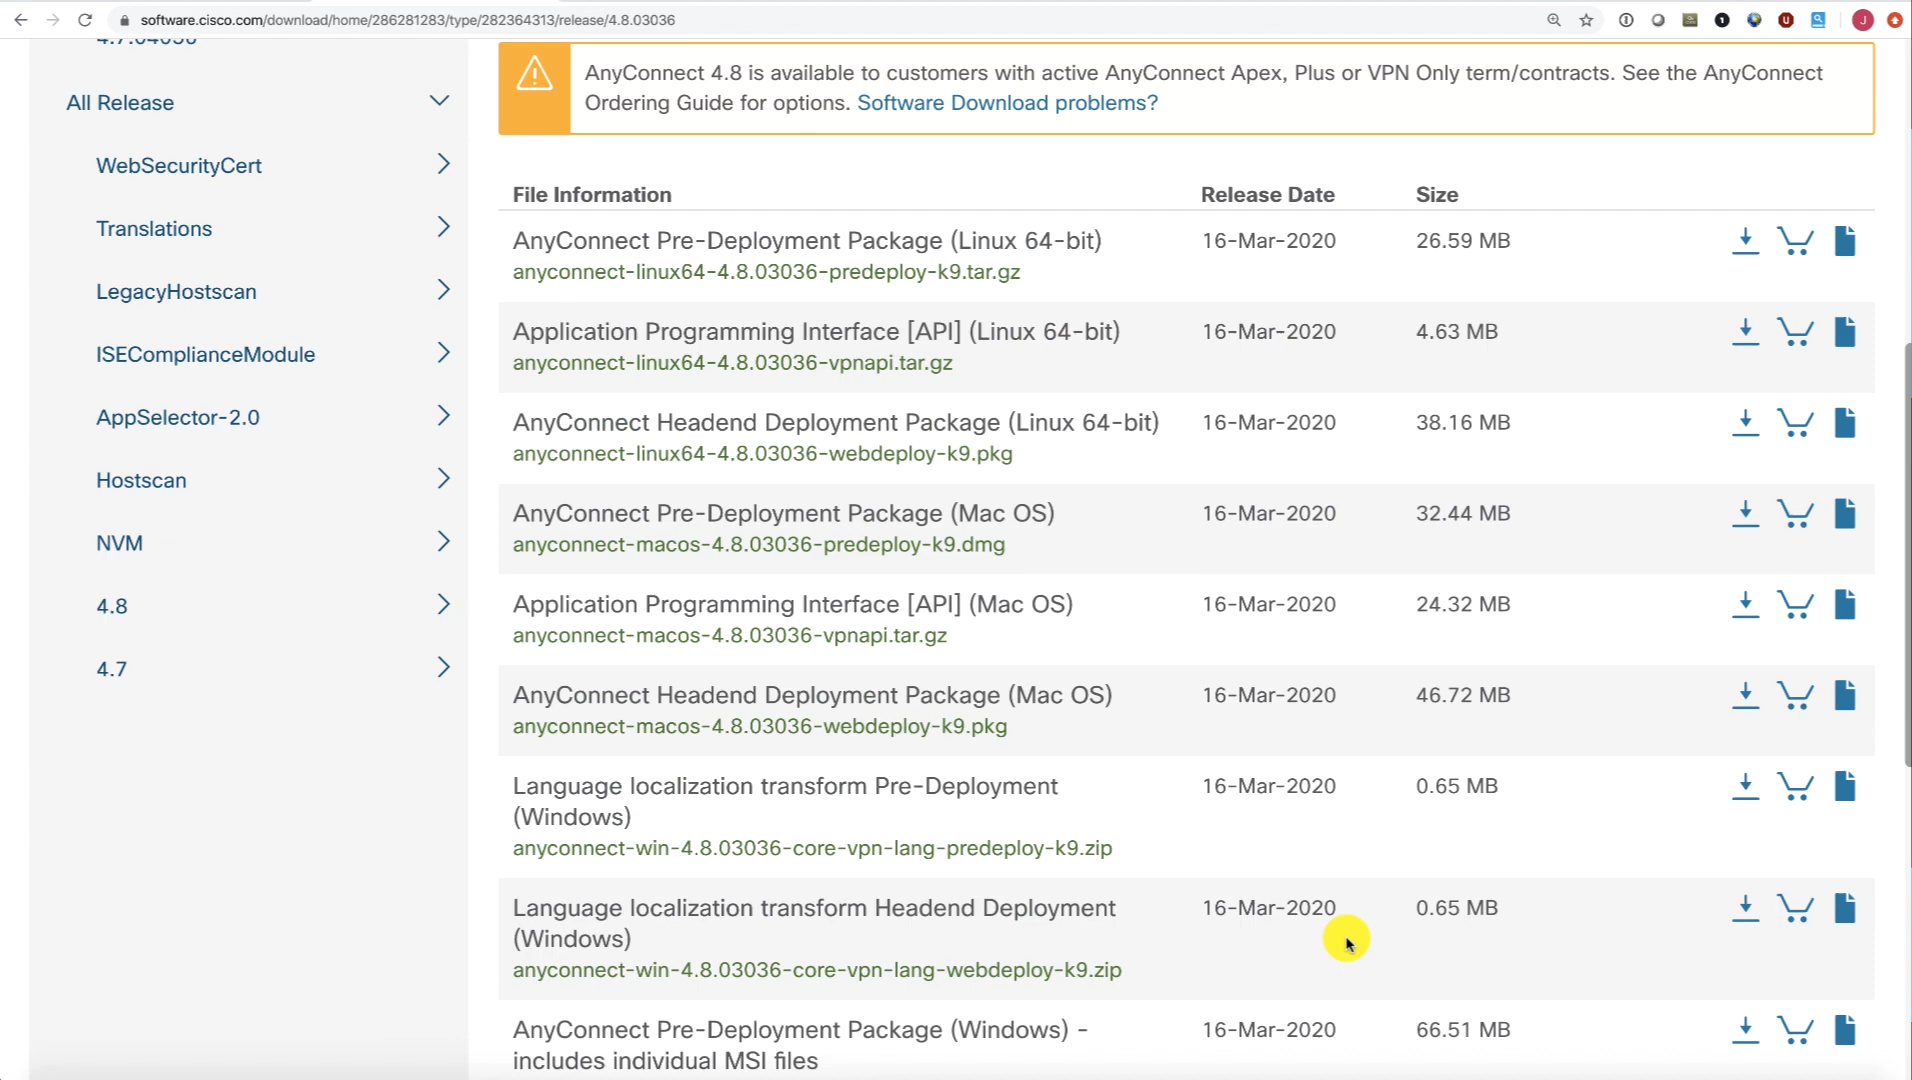 software.cisco.com/download/home/286281283/type/282364313/release/4.8.03036
J
4.7.04056
All Release
WebSecurityCert
Translations
LegacyHostscan
ISEComplianceModule
AppSelector-2.0
Hostscan
NVM
4.8
4.7
AnyConnect 4.8 is available to customers with active AnyConnect Apex, Plus or VPN Only term/contracts. See the AnyConnect
Ordering Guide for options. Software Download problems?
File Information Release Date Size
AnyConnect Pre-Deployment Package (Linux 64-bit) 16-Mar-2020 26.59 MB
anyconnect-linux64-4.8.03036-predeploy-k9.tar.gz
Application Programming Interface [API] (Linux 64-bit) 16-Mar-2020 4.63 MB
anyconnect-linux64-4.8.03036-vpnapi.tar.gz
AnyConnect Headend Deployment Package (Linux 64-bit) 16-Mar-2020 38.16 MB
anyconnect-linux64-4.8.03036-webdeploy-k9.pkg
AnyConnect Pre-Deployment Package (Mac OS) 16-Mar-2020 32.44 MB
anyconnect-macos-4.8.03036-predeploy-k9.dmg
Application Programming Interface [API] (Mac OS) 16-Mar-2020 24.32 MB
anyconnect-macos-4.8.03036-vpnapi.tar.gz
AnyConnect Headend Deployment Package (Mac OS) 16-Mar-2020 46.72 MB
anyconnect-macos-4.8.03036-webdeploy-k9.pkg
Language localization transform Pre-Deployment 16-Mar-2020 0.65 MB
(Windows)
anyconnect-win-4.8.03036-core-vpn-lang-predeploy-k9.zip
Language localization transform Headend Deployment 16-Mar-2020 0.65 MB
(Windows)
anyconnect-win-4.8.03036-core-vpn-lang-webdeploy-k9.zip
AnyConnect Pre-Deployment Package (Windows) - 16-Mar-2020 66.51 MB
includes individual MSI files